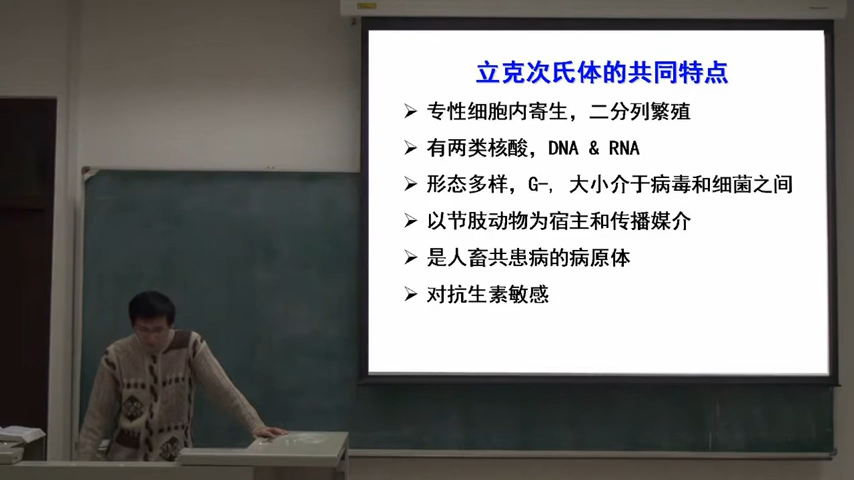 立克次氏体的共同特点
专性细胞内寄生，二分列繁殖
有两类核酸，DNA & RNA
形态多样，G-, 大小介于病毒和细菌之间
以节肢动物为宿主和传播媒介
是人畜共患病的病原体
对抗生素敏感